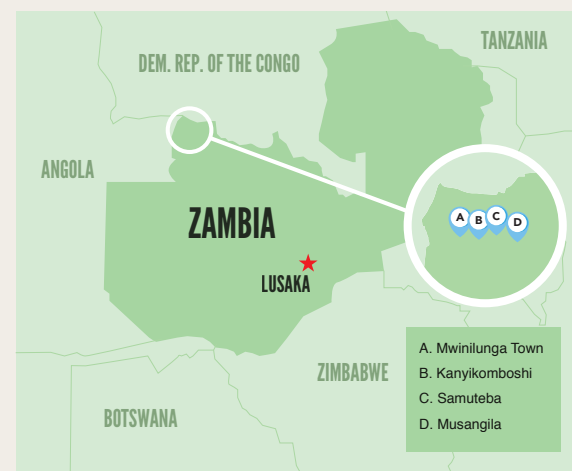 TANZANIA
DEM. REP. OF THE CONGO
ANGOLA
ZAMBIA
A B C D
LUSAKA
A. Mwinilunga Town
B. Kanyikomboshi
C. Samuteba
D. Musangila
ZIMBABWE
BOTSWANA